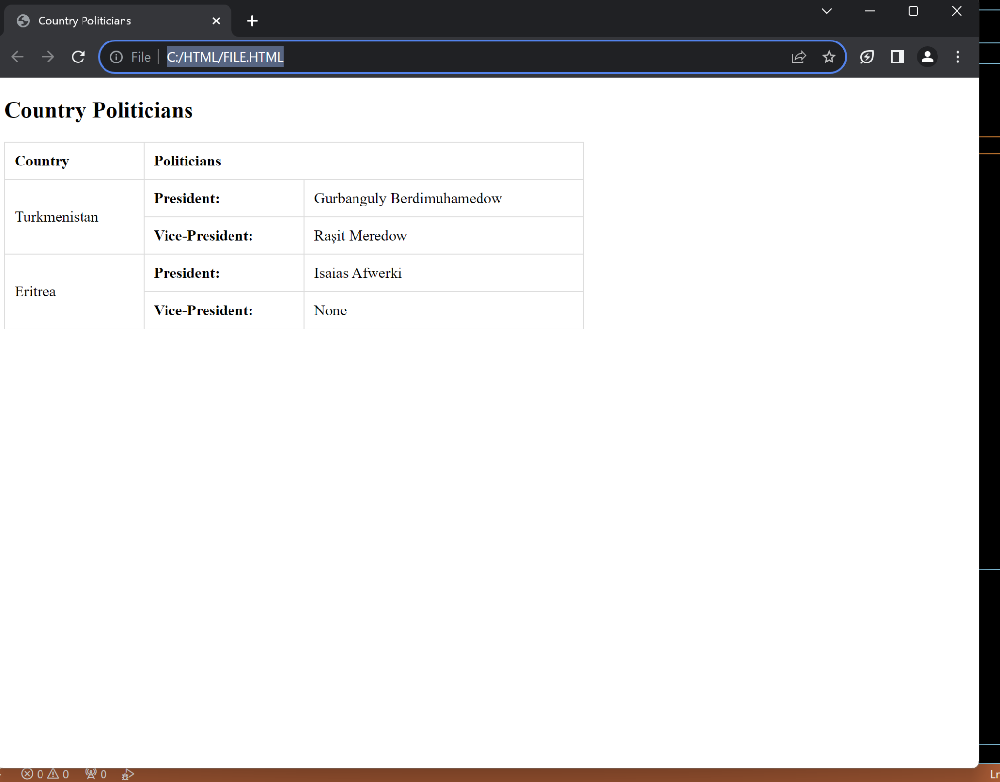 Country Politicians
File | C:/HTML/FILE.HTML
Country Politicians
Country Politicians
Turkmenistan
President: Gurbanguly Berdimuhamedow
Vice-President: Raşit Meredow
Eritrea
President: Isaias Afwerki
Vice-President: None
0 0 0
Ln